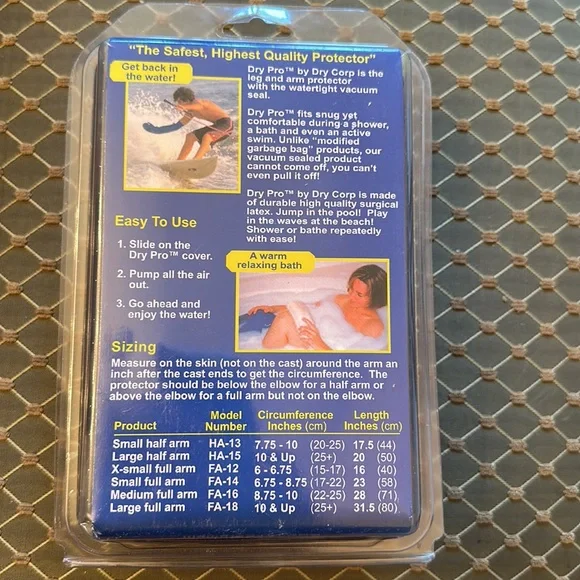 "The Safest, Highest Quality Protector"
Get back in
the water!
Dry Pro™ by Dry Corp is the
leg and arm protector
with the watertight vacuum
seal.
Dry Pro™ fits snug yet
comfortable during a shower,
a bath and even an active
swim. Unlike "modified
garbage bag" products, our
vacuum sealed product
cannot come off, you can't
even pull it off!
Dry Pro™ by Dry Corp is made
of durable high quality surgical
latex. Jump in the pool! Play
in the waves at the beach!
Shower or bathe repeatedly
with ease!
Easy To Use
1. Slide on the
Dry Pro™ cover.
2. Pump all the air
out.
3. Go ahead and
enjoy the water!
A warm
relaxing bath
Sizing
Measure on the skin (not on the cast) around the arm an
inch after the cast ends to get the circumference. The
protector should be below the elbow for a half arm or
above the elbow for a full arm but not on the elbow.
Product Model Number Circumference Inches (cm) Length Inches (cm)
Small half arm HA-13 7.75 - 10 (20-25) 17.5 (44)
Large half arm HA-15 10 & Up (25+) 20 (50)
X-small full arm FA-12 6 - 6.75 (15-17) 16 (40)
Small full arm FA-14 6.75 - 8.75 (17-22) 23 (58)
Medium full arm FA-16 8.75 - 10 (22-25) 28 (71)
Large full arm FA-18 10 & Up (25+) 31.5 (80)